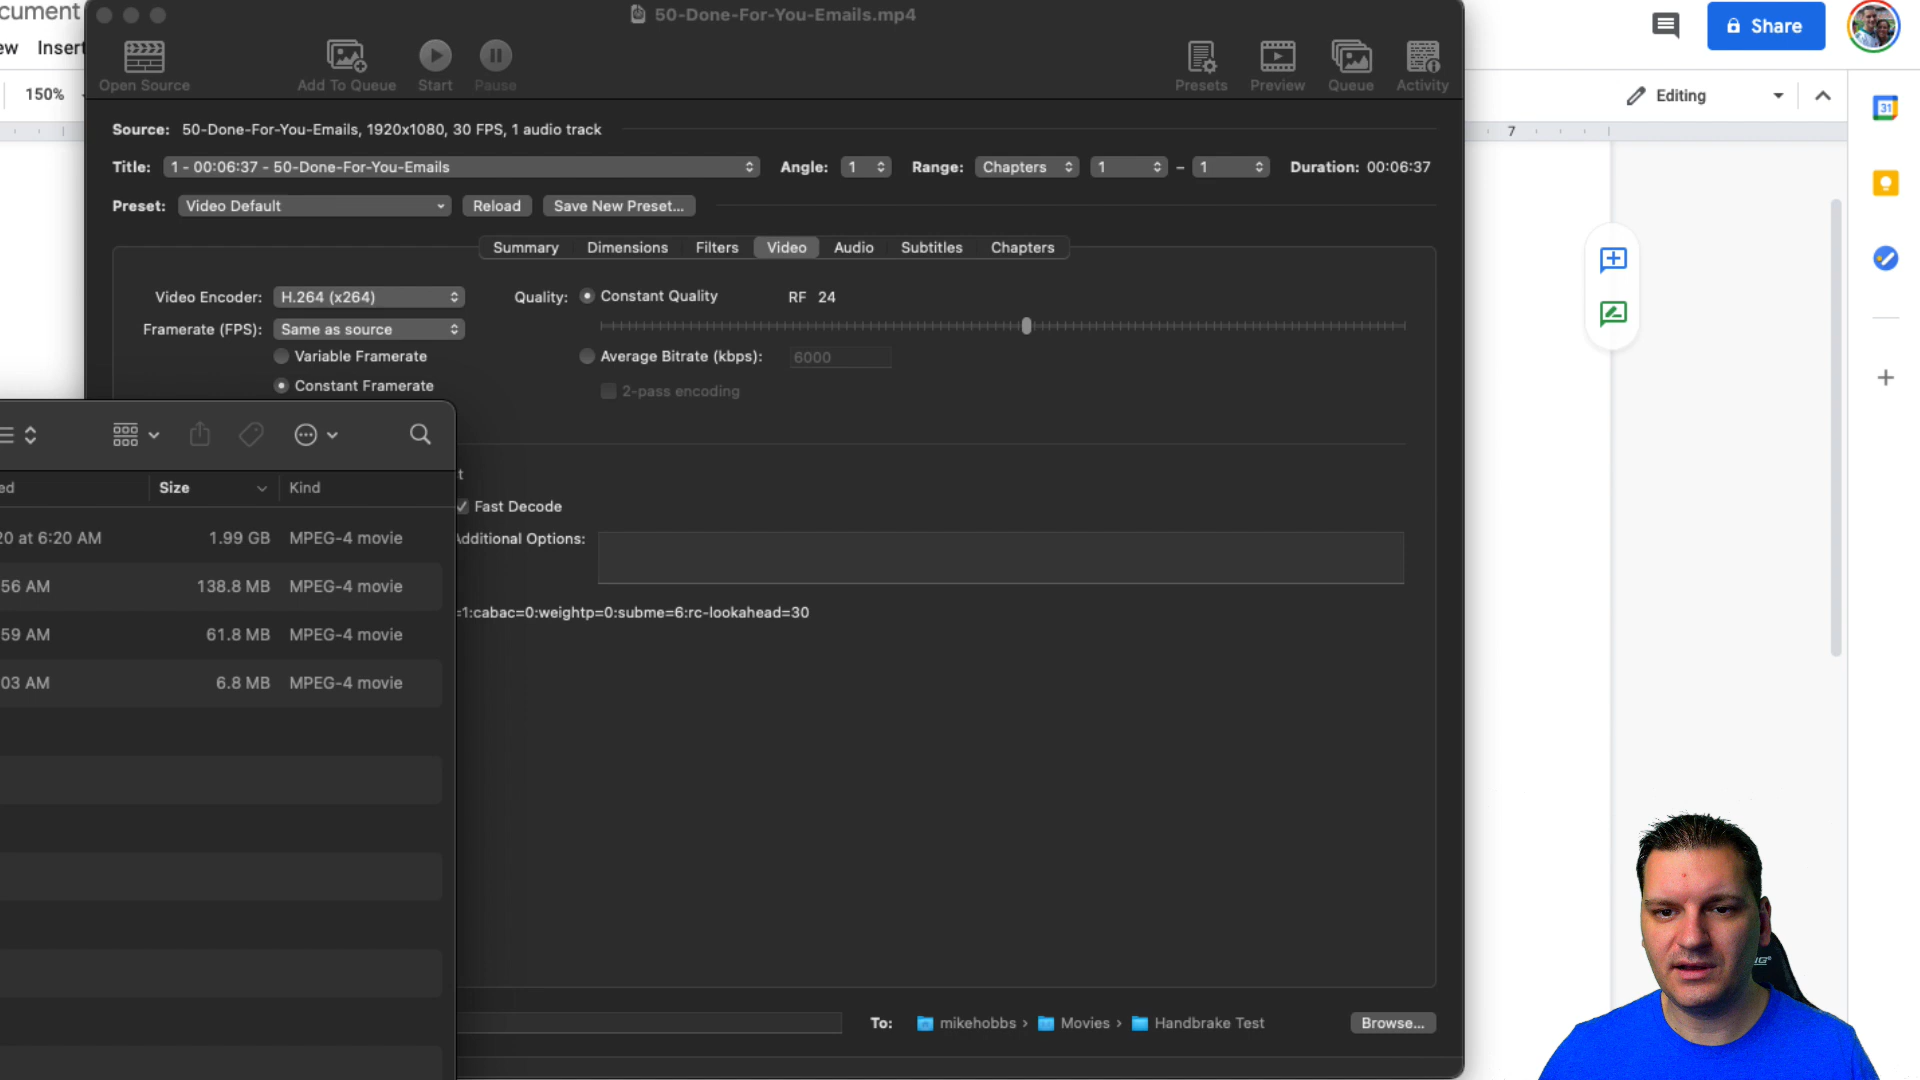 cument
ew Insert
150%
50-Done-For-You-Emails.mp4
Open Source
Add To Queue
Start
Pause
Presets
Preview
Queue
Activity
Share
Editing
31
7
Source: 50-Done-For-You-Emails, 1920x1080, 30 FPS, 1 audio track
Title: 1 - 00:06:37 - 50-Done-For-You-Emails Angle: 1 Range: Chapters 1 - 1 Duration: 00:06:37
Preset: Video Default Reload Save New Preset...
Summary Dimensions Filters Video Audio Subtitles Chapters
Video Encoder: H.264 (x264) Quality: Constant Quality RF 24
Framerate (FPS): Same as source
Variable Framerate Average Bitrate (kbps): 6000
Constant Framerate 2-pass encoding
t
Fast Decode
Additional Options:
=1:cabac=0:weightp=0:subme=6:rc-lookahead=30
ed Size Kind
20 at 6:20 AM 1.99 GB MPEG-4 movie
56 AM 138.8 MB MPEG-4 movie
59 AM 61.8 MB MPEG-4 movie
03 AM 6.8 MB MPEG-4 movie
To: mikehobbs › Movies › Handbrake Test Browse...